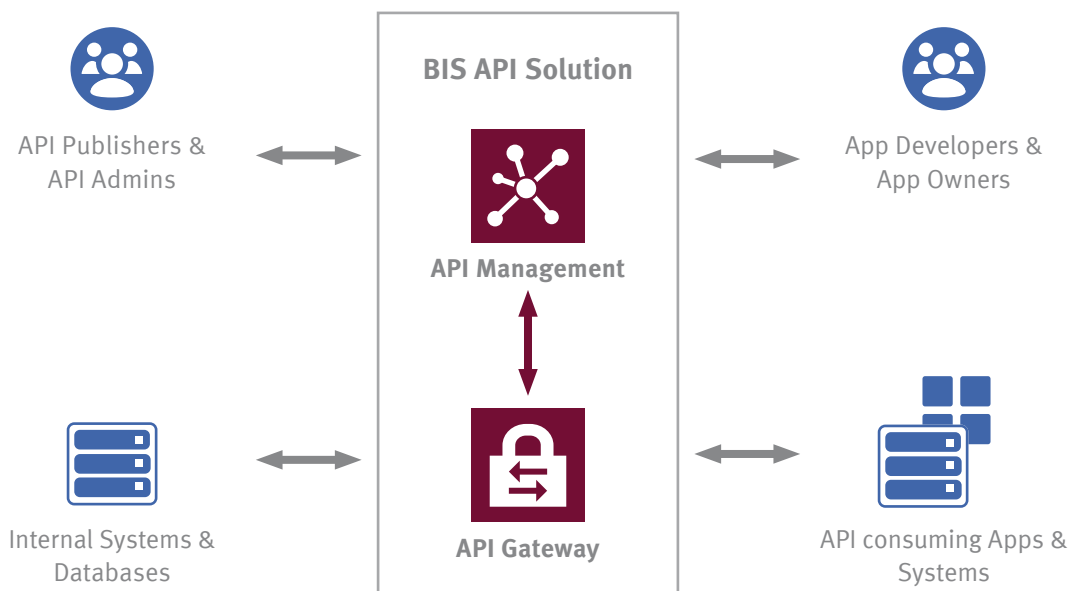 BIS API Solution
API Publishers &
API Admins
App Developers &
App Owners
API Management
Internal Systems &
Databases
API Gateway
API consuming Apps &
Systems